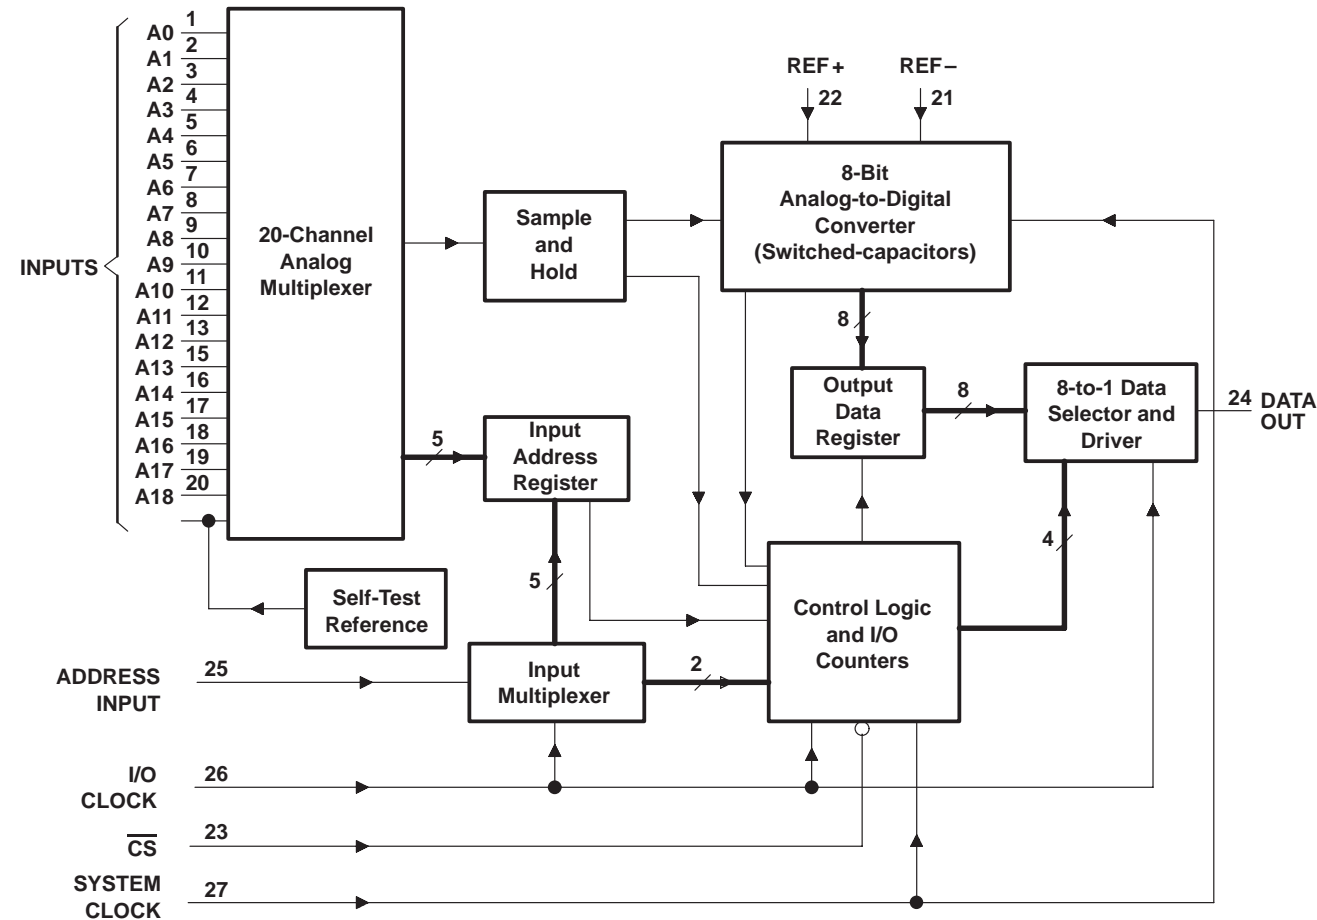 INPUTS
A0 1
A1 2
A2 3
A3 4
A4 5
A5 6
A6 7
A7 8
A8 9
A9 10
A10 11
A11 12
A12 13
A13 15
A14 16
A15 17
A16 18
A17 19
A18 20
20-Channel
Analog
Multiplexer
Sample
and
Hold
REF+
22
REF–
21
8-Bit
Analog-to-Digital
Converter
(Switched-capacitors)
8
Output
Data
Register
8
8-to-1 Data
Selector and
Driver
24 DATA
OUT
5
Input
Address
Register
5
4
Self-Test
Reference
Control Logic
and I/O
Counters
ADDRESS
INPUT
25
Input
Multiplexer
2
I/O
CLOCK
26
CS
23
SYSTEM
CLOCK
27